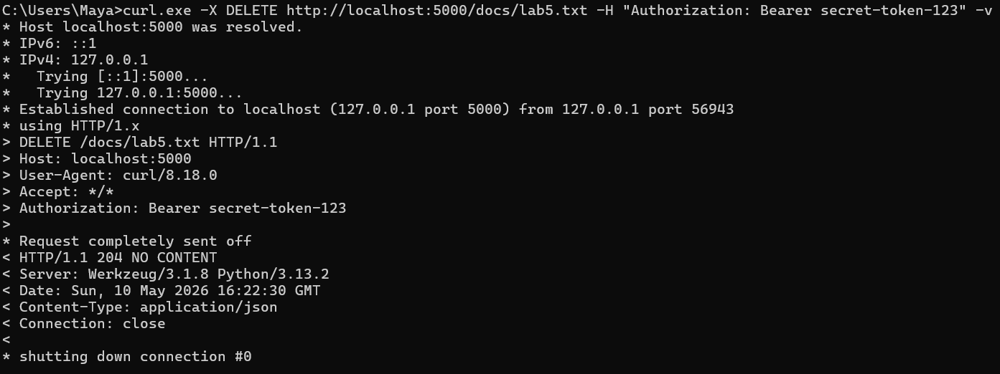 C:\Users\Maya>curl.exe -X DELETE http://localhost:5000/docs/lab5.txt -H "Authorization: Bearer secret-token-123" -v
* Host localhost:5000 was resolved.
* IPv6: ::1
* IPv4: 127.0.0.1
*   Trying [::1]:5000...
*   Trying 127.0.0.1:5000...
* Established connection to localhost (127.0.0.1 port 5000) from 127.0.0.1 port 56943
* using HTTP/1.x
> DELETE /docs/lab5.txt HTTP/1.1
> Host: localhost:5000
> User-Agent: curl/8.18.0
> Accept: */*
> Authorization: Bearer secret-token-123
>
* Request completely sent off
< HTTP/1.1 204 NO CONTENT
< Server: Werkzeug/3.1.8 Python/3.13.2
< Date: Sun, 10 May 2026 16:22:30 GMT
< Content-Type: application/json
< Connection: close
<
* shutting down connection #0